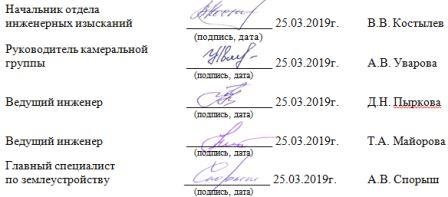 Начальник отдела
инженерных изысканий 25.03.2019г. В.В. Костылев
(подпись, дата)
Руководитель камеральной
группы 25.03.2019г. А.В. Уварова
(подпись, дата)
Ведущий инженер 25.03.2019г. Д.Н. Пыркова
(подпись, дата)
Ведущий инженер 25.03.2019г. Т.А. Майорова
(подпись, дата)
Главный специалист
по землеустройству 25.03.2019г. А.В. Спорыш
(подпись, дата)